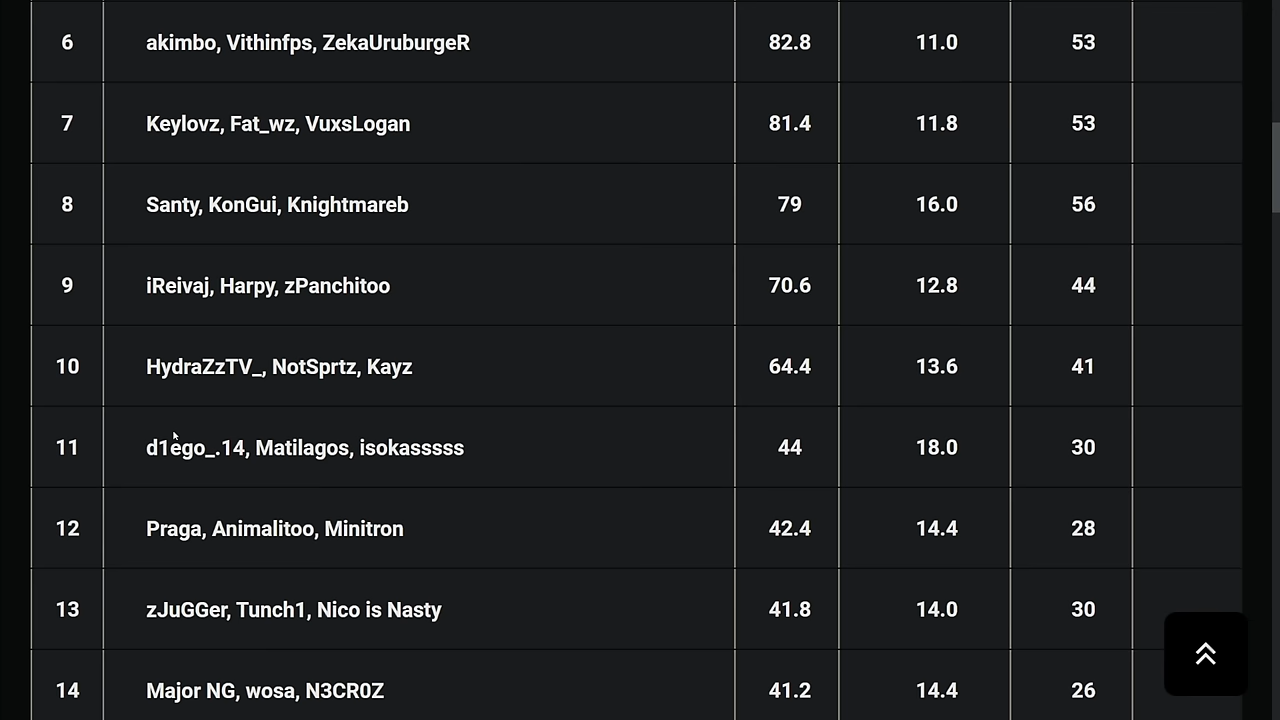 6 akimbo, Vithinfps, ZekaUruburgeR 82.8 11.0 53
7 Keylovz, Fat_wz, VuxsLogan 81.4 11.8 53
8 Santy, KonGui, Knightmareb 79 16.0 56
9 iReivaj, Harpy, zPanchitoo 70.6 12.8 44
10 HydraZzTV_, NotSprtz, Kayz 64.4 13.6 41
11 d1ego_.14, Matilagos, isokasssss 44 18.0 30
12 Praga, Animalitoo, Minitron 42.4 14.4 28
13 zJuGGer, Tunch1, Nico is Nasty 41.8 14.0 30
14 Major NG, wosa, N3CR0Z 41.2 14.4 26